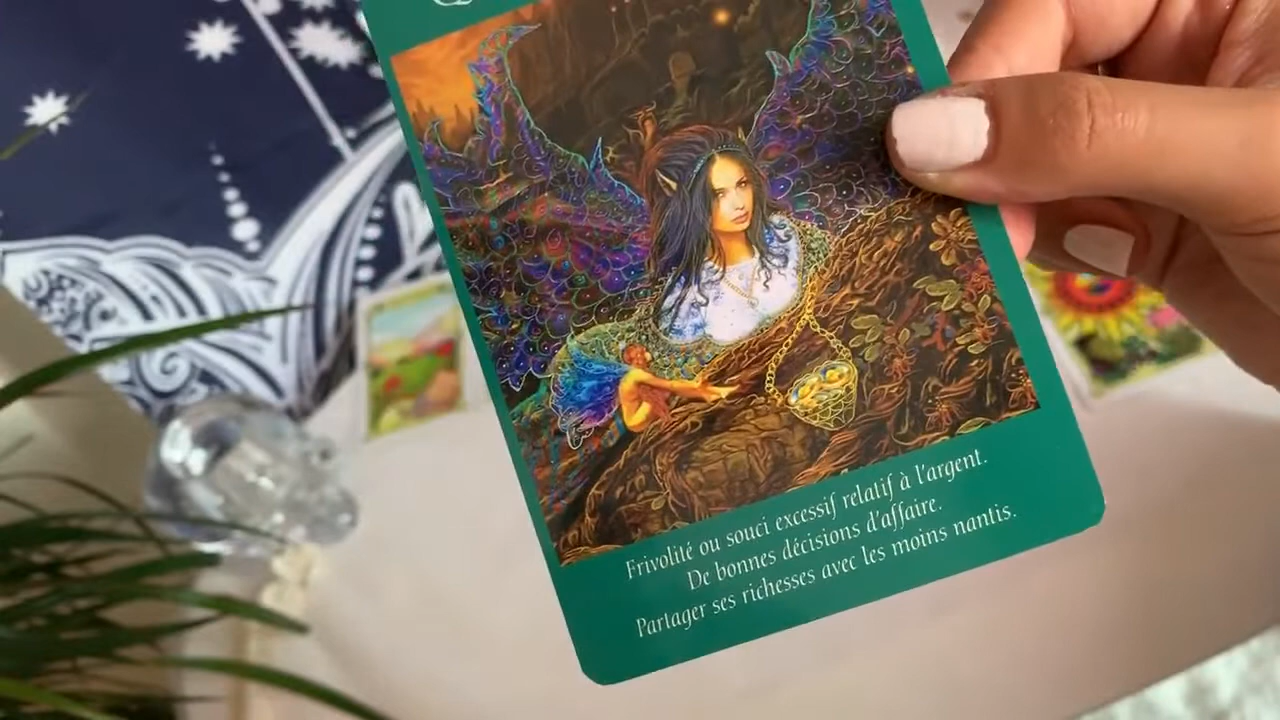 Frivolité ou souci excessif relatif à l'argent.
De bonnes décisions d'affaire.
Partager ses richesses avec les moins nantis.